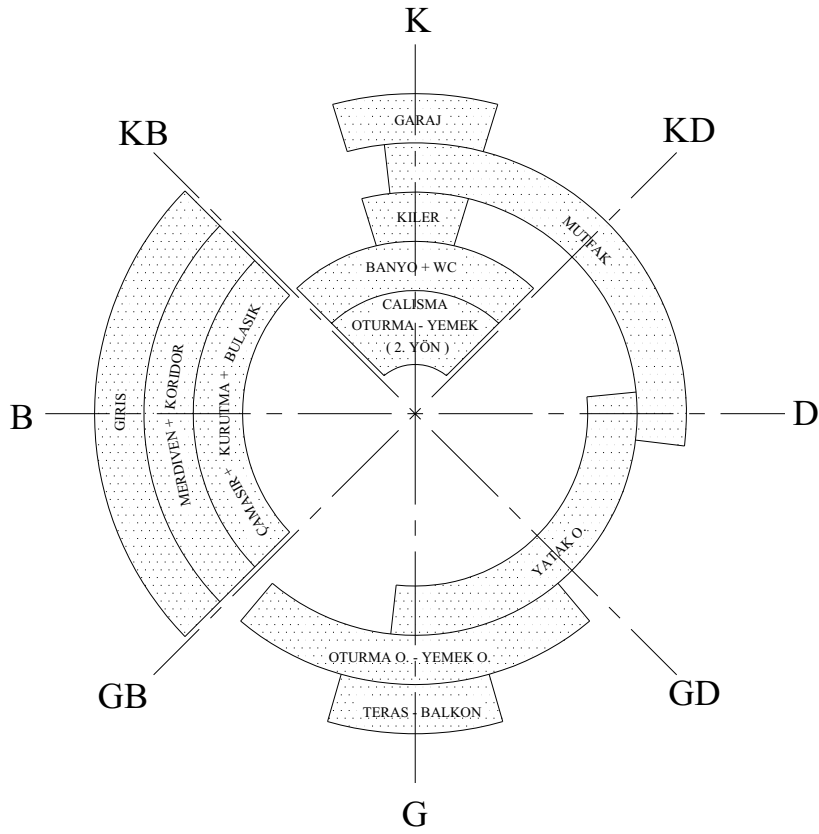 K
KB
KD
GARAJ
KILER
MUTFAK
BANYO + WC
CALISMA
OTURMA - YEMEK
( 2. YÖN )
GIRIS
MERDIVEN + KORIDOR
ÇAMASIR + KURUTMA + BULASIK
B
D
YATAK O.
OTURMA O. - YEMEK O.
TERAS - BALKON
GB
GD
G